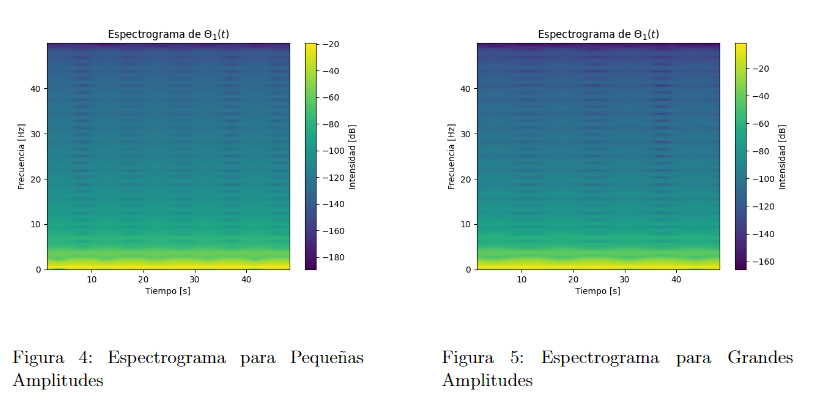 Espectrograma de Θ₁(t)
Frecuencia [Hz]
40
30
20
10
0
10
20
30
40
Tiempo [s]
−20
−40
−60
−80
−100
−120
−140
−160
−180
Intensidad [dB]
Figura 4: Espectrograma para Pequeñas
Amplitudes
Espectrograma de Θ₁(t)
Frecuencia [Hz]
40
30
20
10
0
10
20
30
40
Tiempo [s]
−20
−40
−60
−80
−100
−120
−140
−160
Intensidad [dB]
Figura 5: Espectrograma para Grandes
Amplitudes